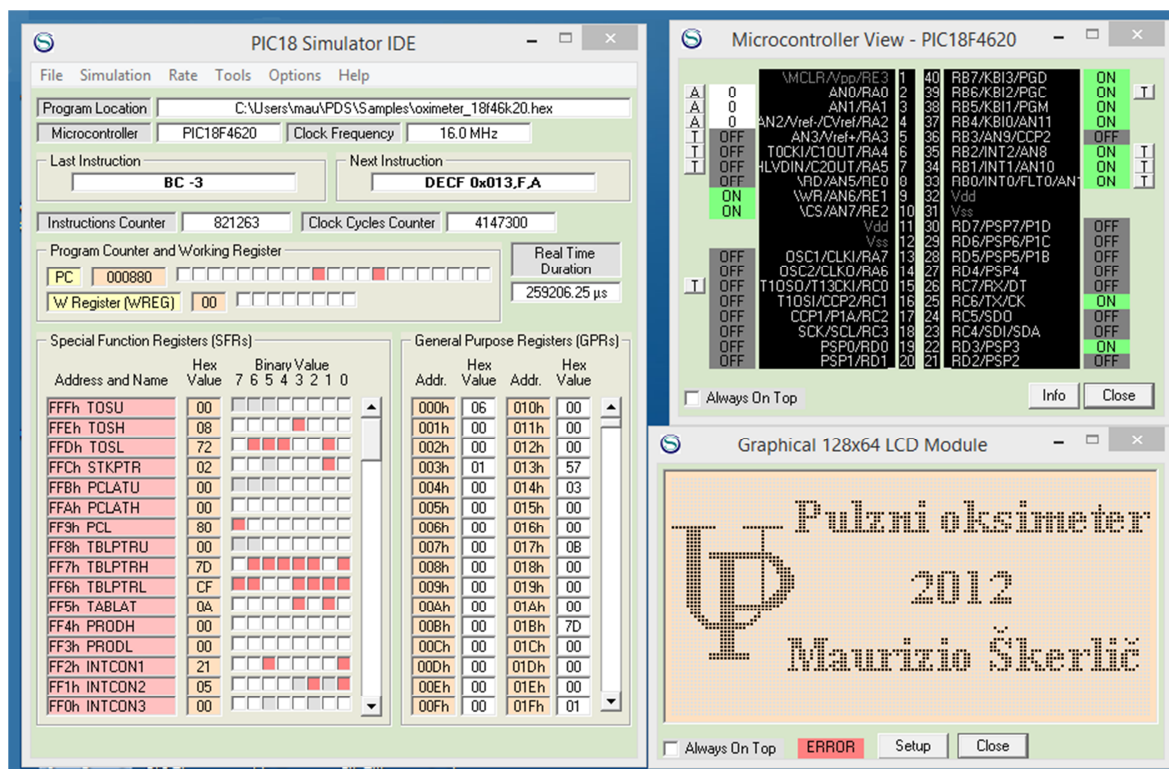 PIC18 Simulator IDE
File Simulation Rate Tools Options Help
Program Location C:\Users\mau\PDS\Samples\oximeter_18f46k20.hex
Microcontroller PIC18F4620 Clock Frequency 16.0 MHz
Last Instruction Next Instruction
BC -3 DECF 0x013,F,A
Instructions Counter 821263 Clock Cycles Counter 4147300
Program Counter and Working Register
PC 000880
W Register (WREG) 00
Real Time
Duration
259206.25 µs
Special Function Registers (SFRs)
Hex Binary Value
Address and Name Value 7 6 5 4 3 2 1 0
FFFh TOSU 00
FFEh TOSH 08
FFDh TOSL 72
FFCh STKPTR 02
FFBh PCLATU 00
FFAh PCLATH 00
FF9h PCL 80
FF8h TBLPTRU 00
FF7h TBLPTRH 7D
FF6h TBLPTRL CF
FF5h TABLAT 0A
FF4h PRODH 00
FF3h PRODL 00
FF2h INTCON1 21
FF1h INTCON2 05
FF0h INTCON3 00
General Purpose Registers (GPRs)
Hex Hex
Addr. Value Addr. Value
000h 06 010h 00
001h 00 011h 00
002h 00 012h 00
003h 01 013h 57
004h 00 014h 03
005h 00 015h 00
006h 00 016h 00
007h 00 017h 0B
008h 00 018h 00
009h 00 019h 00
00Ah 00 01Ah 00
00Bh 00 01Bh 7D
00Ch 00 01Ch 00
00Dh 00 01Dh 00
00Eh 00 01Eh 00
00Fh 00 01Fh 01
Microcontroller View - PIC18F4620
\MCLR/Vpp/RE3 1 40 RB7/KBI3/PGD ON
A 0 AN0/RA0 2 39 RB6/KBI2/PGC ON T
A 0 AN1/RA1 3 38 RB5/KBI1/PGM ON
A 0 AN2/Vref-/CVref/RA2 4 37 RB4/KBI0/AN11 ON
T OFF AN3/Vref+/RA3 5 36 RB3/AN9/CCP2 OFF
T OFF T0CKI/C1OUT/RA4 6 35 RB2/INT2/AN8 ON T
T OFF HLVDIN/C2OUT/RA5 7 34 RB1/INT1/AN10 ON T
OFF \RD/AN5/RE0 8 33 RB0/INT0/FLT0/AN1 ON T
ON \WR/AN6/RE1 9 32 Vdd
ON \CS/AN7/RE2 10 31 Vss
Vdd 11 30 RD7/PSP7/P1D OFF
Vss 12 29 RD6/PSP6/P1C OFF
OFF OSC1/CLKI/RA7 13 28 RD5/PSP5/P1B OFF
OFF OSC2/CLKO/RA6 14 27 RD4/PSP4 OFF
T OFF T1OSO/T13CKI/RC0 15 26 RC7/RX/DT OFF
OFF T1OSI/CCP2/RC1 16 25 RC6/TX/CK ON
OFF CCP1/P1A/RC2 17 24 RC5/SDO OFF
OFF SCK/SCL/RC3 18 23 RC4/SDI/SDA OFF
OFF PSP0/RD0 19 22 RD3/PSP3 ON
OFF PSP1/RD1 20 21 RD2/PSP2 OFF
Always On Top Info Close
Graphical 128x64 LCD Module
Pulzni oksimeter
UP 2012
Maurizio Škerlič
Always On Top ERROR Setup Close